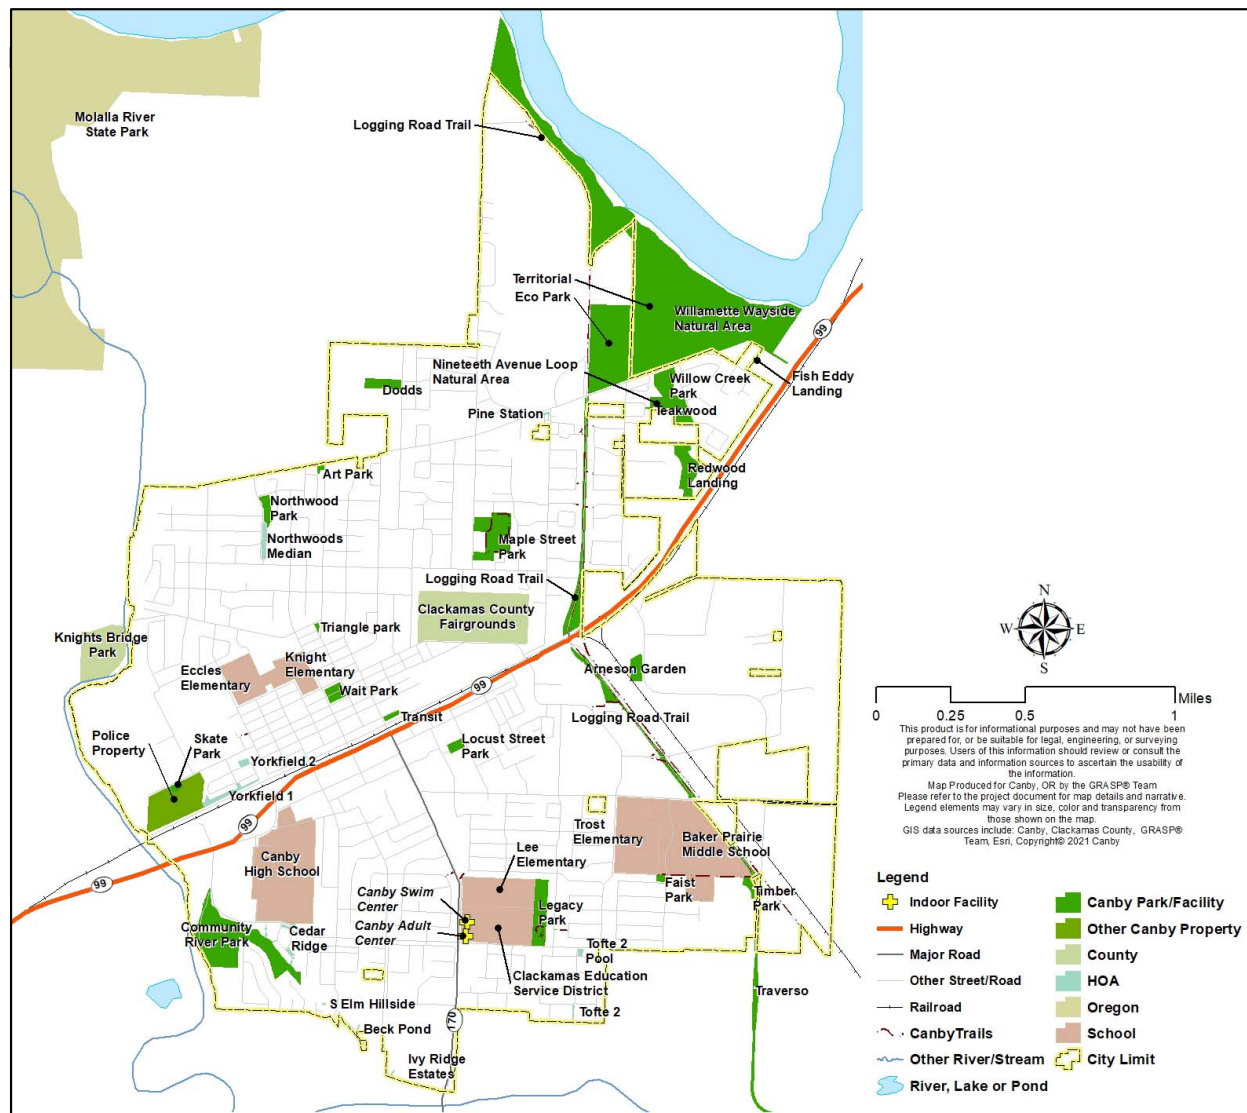 Molalla River
State Park
Logging Road Trail
Territorial
Eco Park
Willamette Wayside
Natural Area
99
Nineteeth Avenue Loop
Natural Area
Willow Creek
Park
Fish Eddy
Landing
Dodds
Pine Station
Teakwood
Art Park
Redwood
Landing
Northwood
Park
Northwoods
Median
Maple Street
Park
Logging Road Trail
Clackamas County
Fairgrounds
Triangle park
Knights Bridge
Park
Eccles
Elementary
Knight
Elementary
Wait Park
Arneson Garden
99
Transit
Logging Road Trail
Police
Property
Skate
Park
Locust Street
Park
Yorkfield 2
Yorkfield 1
99
Trost
Elementary
Baker Prairie
Middle School
Canby
High School
Lee
Elementary
99
Canby Swim
Center
Canby Adult
Center
Legacy
Park
Faist
Park
Timber
Park
Community
River Park
Cedar
Ridge
Tofte 2
Pool
Clackamas Education
Service District
Traverso
S Elm Hillside
Tofte 2
170
Beck Pond
Ivy Ridge
Estates
N
W
E
S
Miles
0
0.25
0.5
1
This product is for informational purposes and may not have been
prepared for, or be suitable for legal, engineering, or surveying
purposes. Users of this information should review or consult the
primary data and information sources to ascertain the usability of
the information.
Map Produced for Canby, OR by the GRASP® Team
Please refer to the project document for map details and narrative.
Legend elements may vary in size, color and transparency from
those shown on the map.
GIS data sources include: Canby, Clackamas County, GRASP®
Team, Esri, Copyright© 2021 Canby
Legend
Indoor Facility
Highway
Major Road
Other Street/Road
Railroad
CanbyTrails
Other River/Stream
River, Lake or Pond
Canby Park/Facility
Other Canby Property
County
HOA
Oregon
School
City Limit